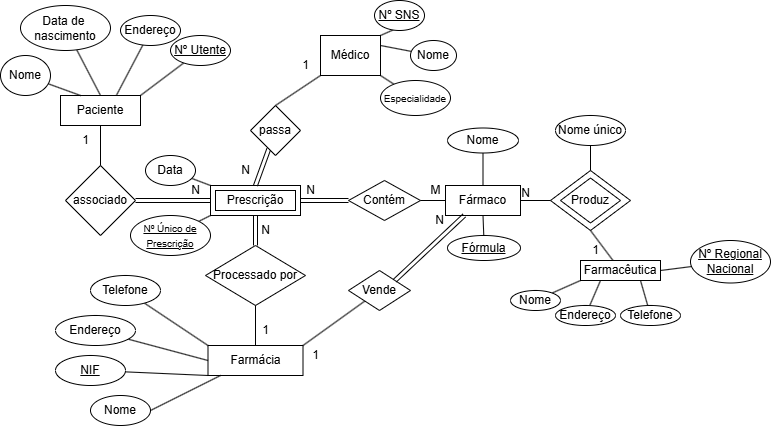 Nº SNS
Data de
nascimento
Endereço
Nº Utente
Médico
Nome
1
Nome
Especialidade
Paciente
1
passa
Nome
Nome único
Data
N
associado
N
Prescrição
N
Contém
M
Fármaco
N
Produz
N
Nº Único de
Prescrição
N
Fórmula
1
Nº Regional
Nacional
Processado por
Farmacêutica
Telefone
Vende
Nome
Endereço
Telefone
Endereço
1
1
Farmácia
NIF
Nome